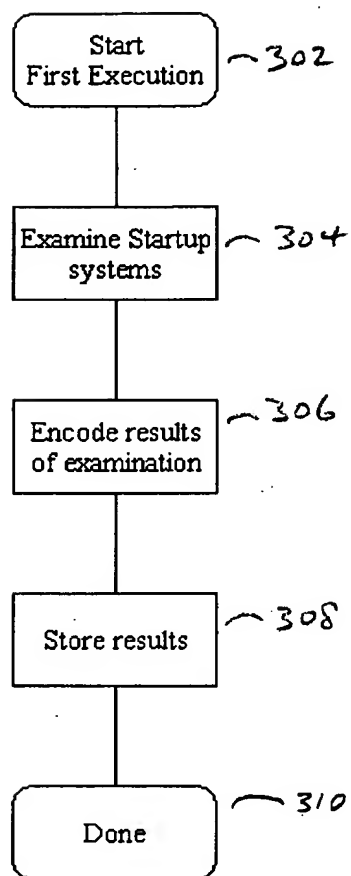 Start
First Execution
302
Examine Startup
systems
304
Encode results
of examination
306
Store results
308
Done
310